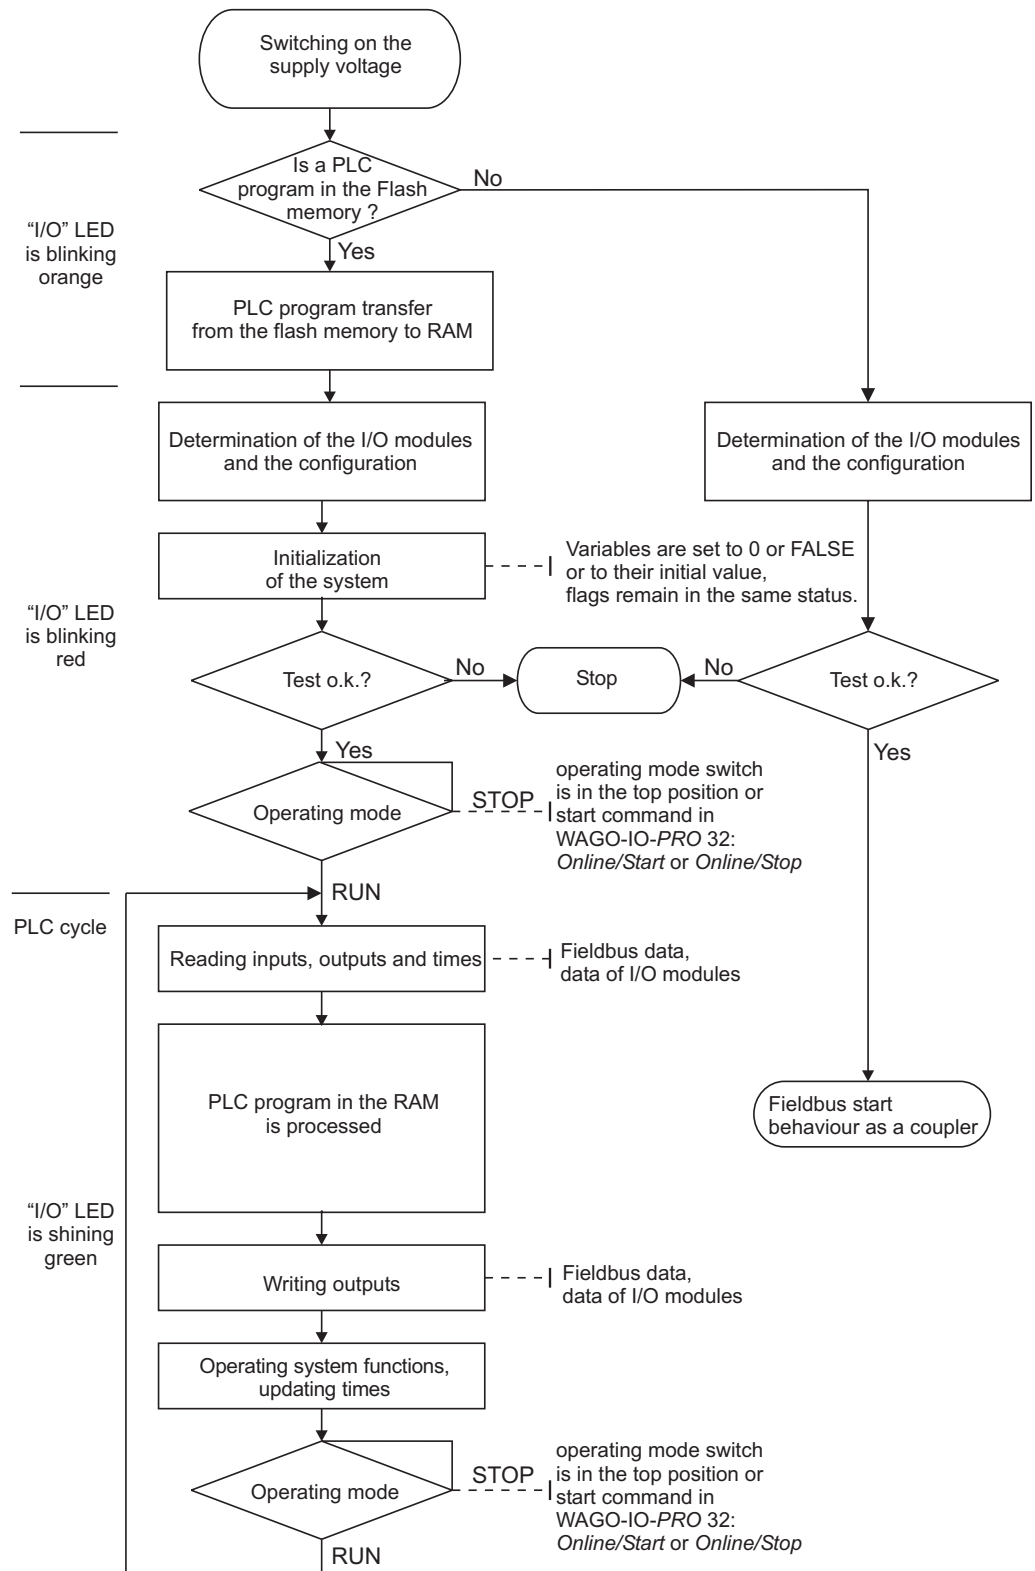 Switching on the
supply voltage
Is a PLC
program in the Flash
memory ?
No
Yes
“I/O” LED
is blinking
orange
PLC program transfer
from the flash memory to RAM
Determination of the I/O modules
and the configuration
Determination of the I/O modules
and the configuration
Initialization
of the system
Variables are set to 0 or FALSE
or to their initial value,
flags remain in the same status.
“I/O” LED
is blinking
red
Test o.k.?
No
Stop
No
Test o.k.?
Yes
Yes
Operating mode
STOP
operating mode switch
is in the top position or
start command in
WAGO-IO-PRO 32:
Online/Start or Online/Stop
RUN
PLC cycle
Reading inputs, outputs and times
Fieldbus data,
data of I/O modules
PLC program in the RAM
is processed
Fieldbus start
behaviour as a coupler
“I/O” LED
is shining
green
Writing outputs
Fieldbus data,
data of I/O modules
Operating system functions,
updating times
Operating mode
STOP
operating mode switch
is in the top position or
start command in
WAGO-IO-PRO 32:
Online/Start or Online/Stop
RUN